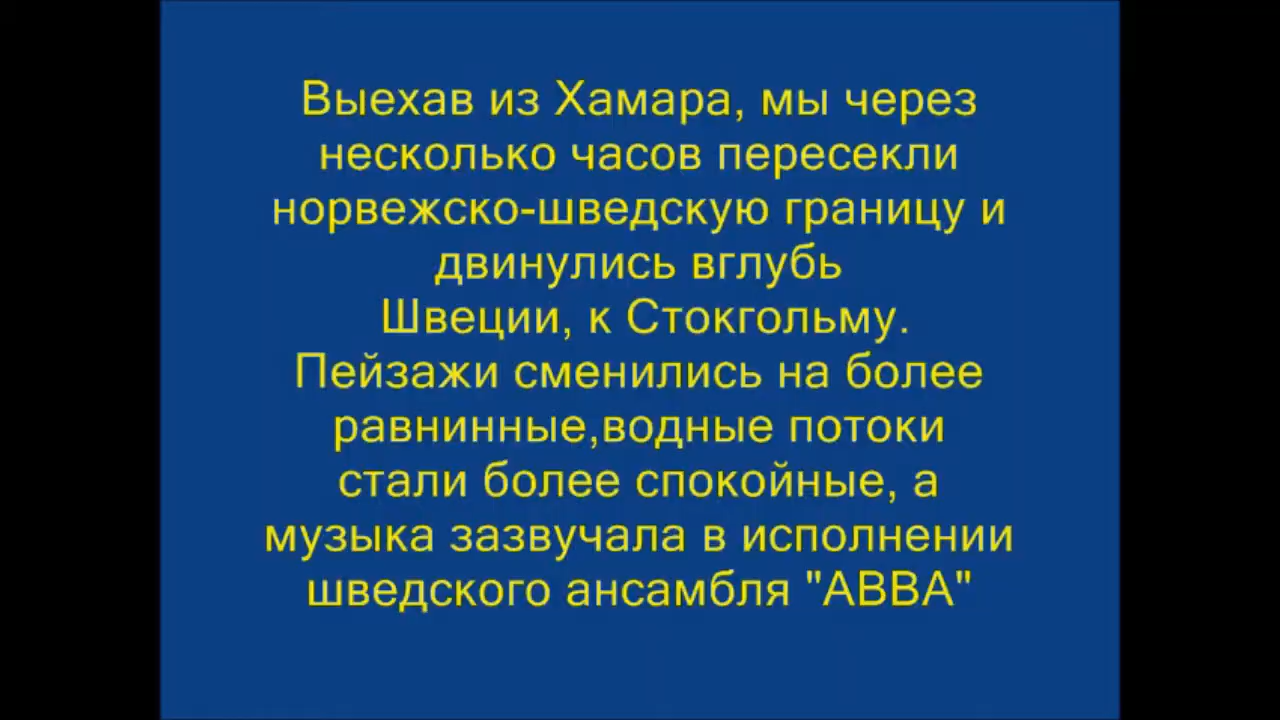 Выехав из Хамара, мы через
несколько часов пересекли
норвежско-шведскую границу и
двинулись вглубь
Швеции, к Стокгольму.
Пейзажи сменились на более
равнинные,водные потоки
стали более спокойные, а
музыка зазвучала в исполнении
шведского ансамбля "АВВА"